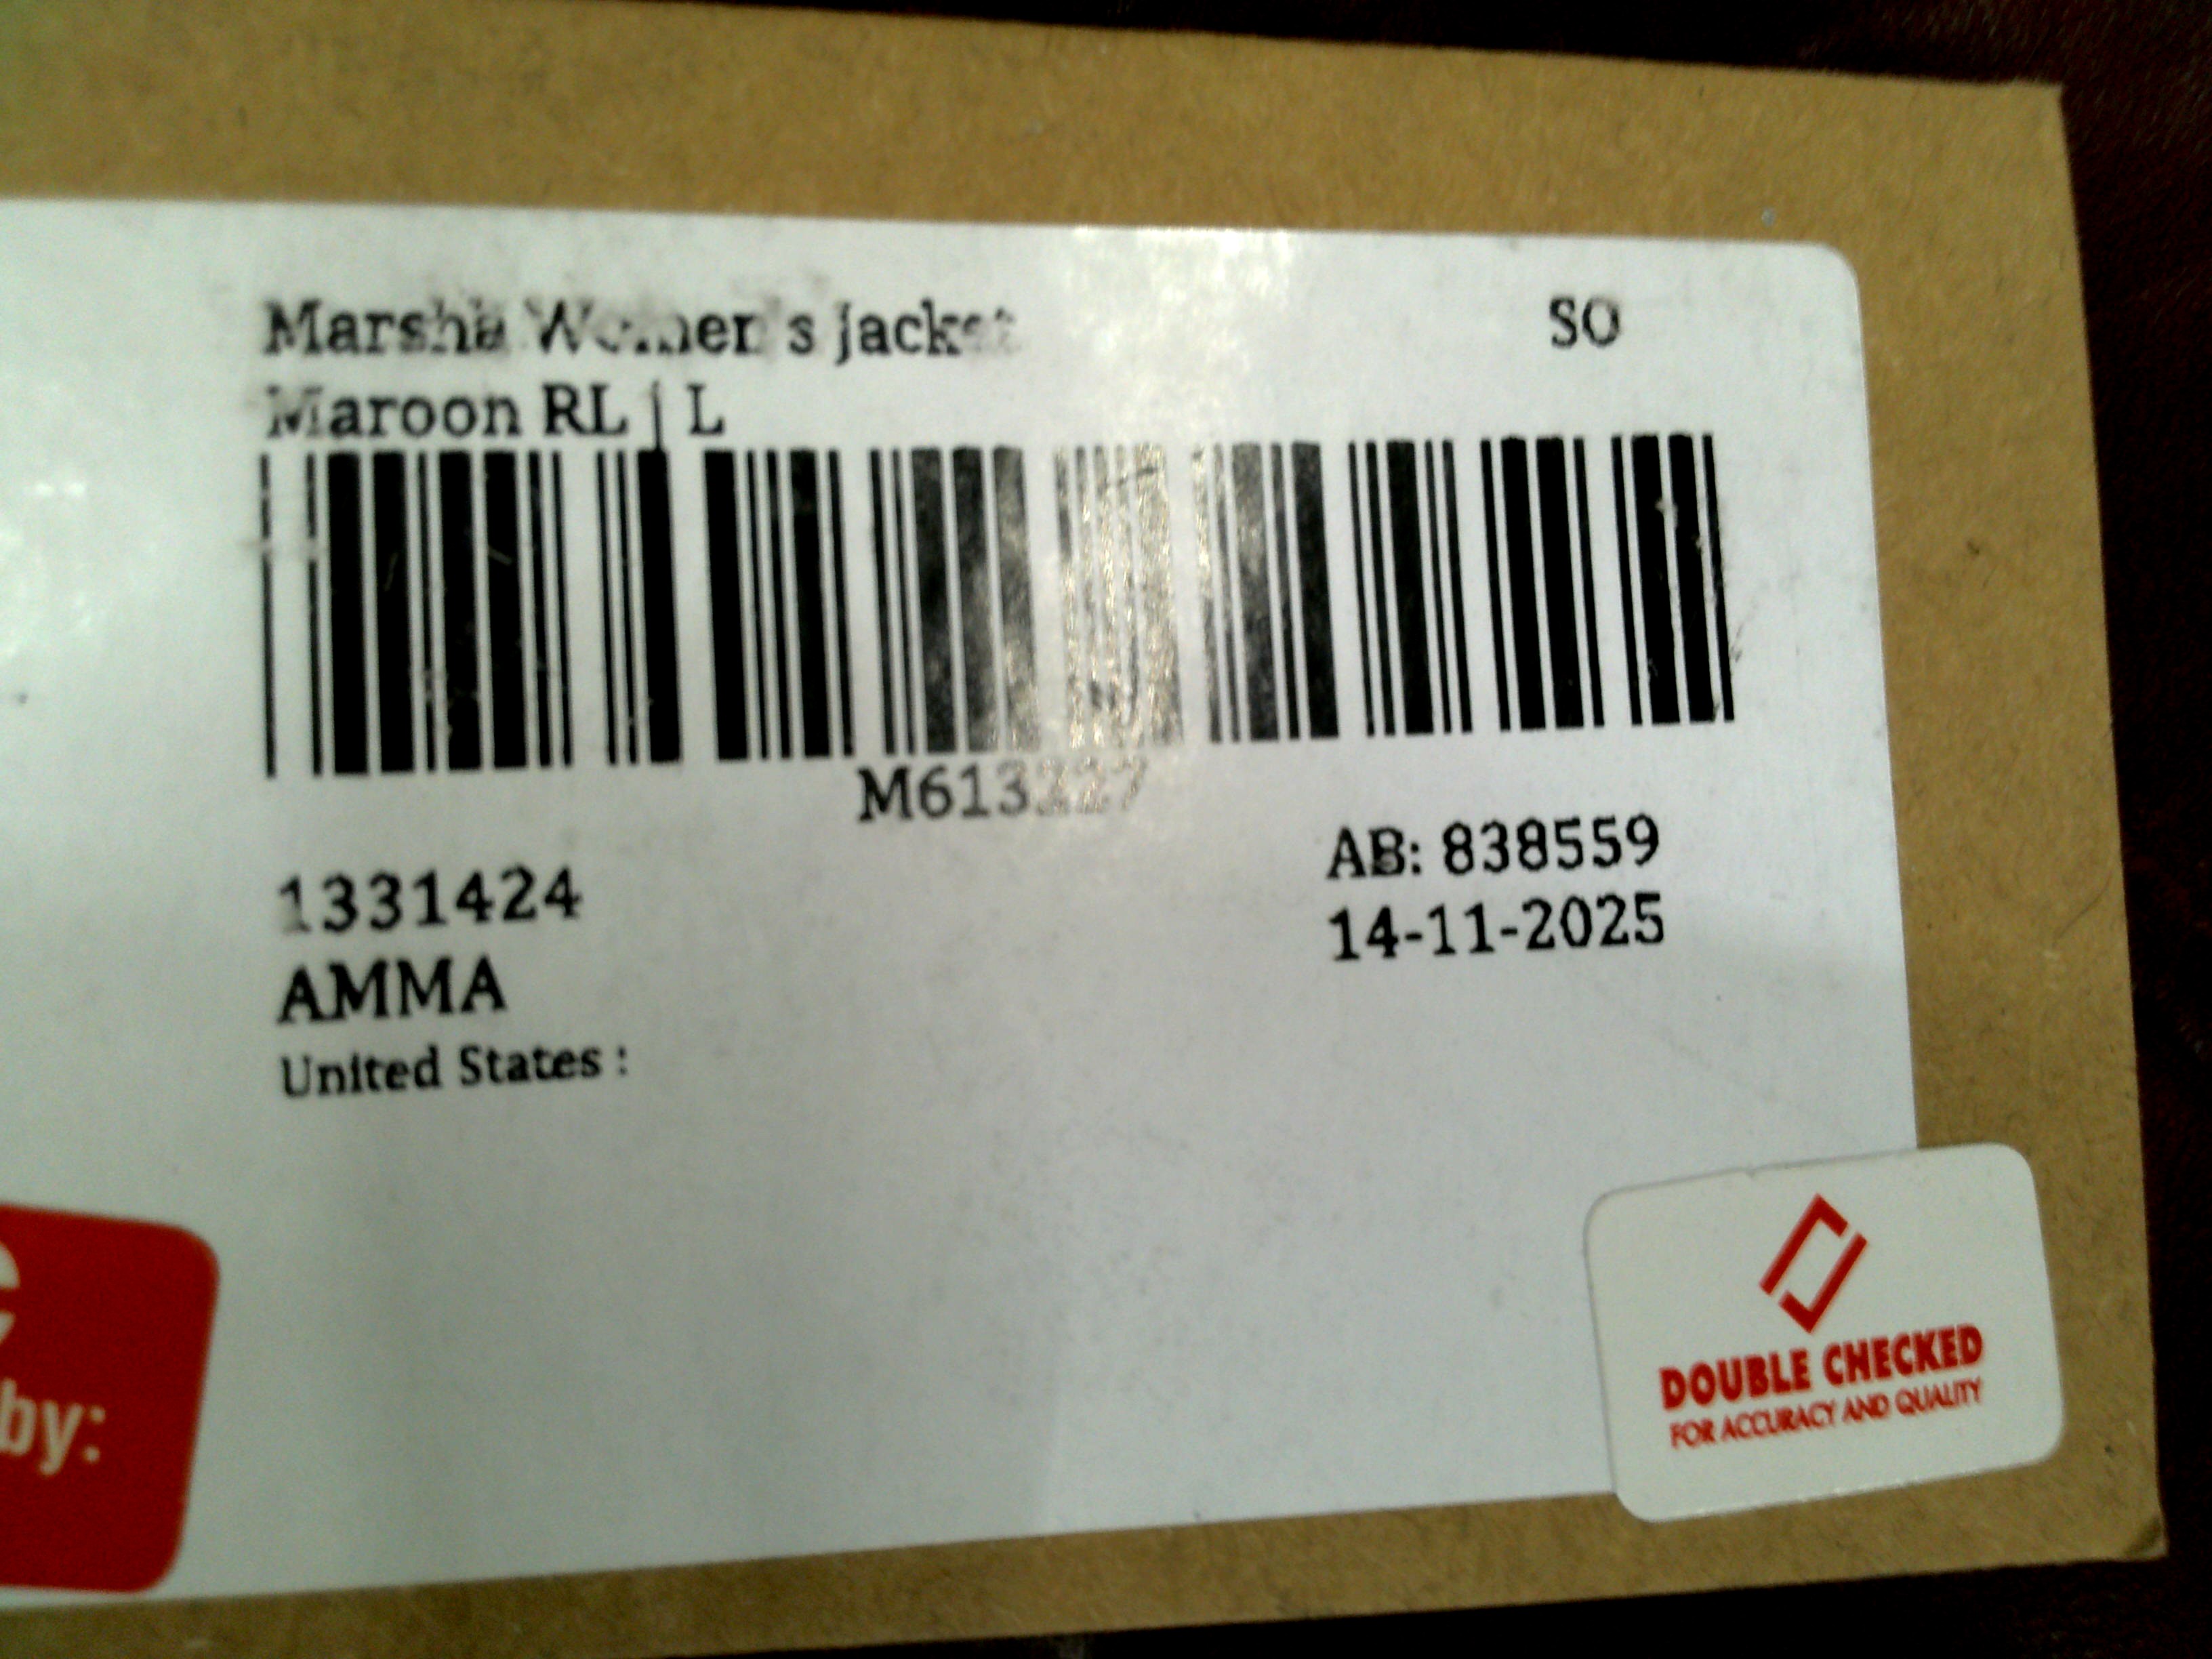 Marsha Women's jacket
SO
Maroon RL | L
M613227
AB: 838559
1331424
14-11-2025
AMMA
United States :
by:
DOUBLE CHECKED
FOR ACCURACY AND QUALITY